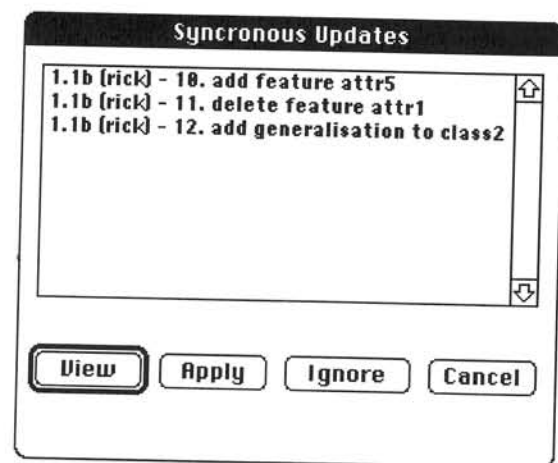 Syncronous Updates
1.1b (rick) - 10. add feature attr5
1.1b (rick) - 11. delete feature attr1
1.1b (rick) - 12. add generalisation to class2
View Apply Ignore Cancel